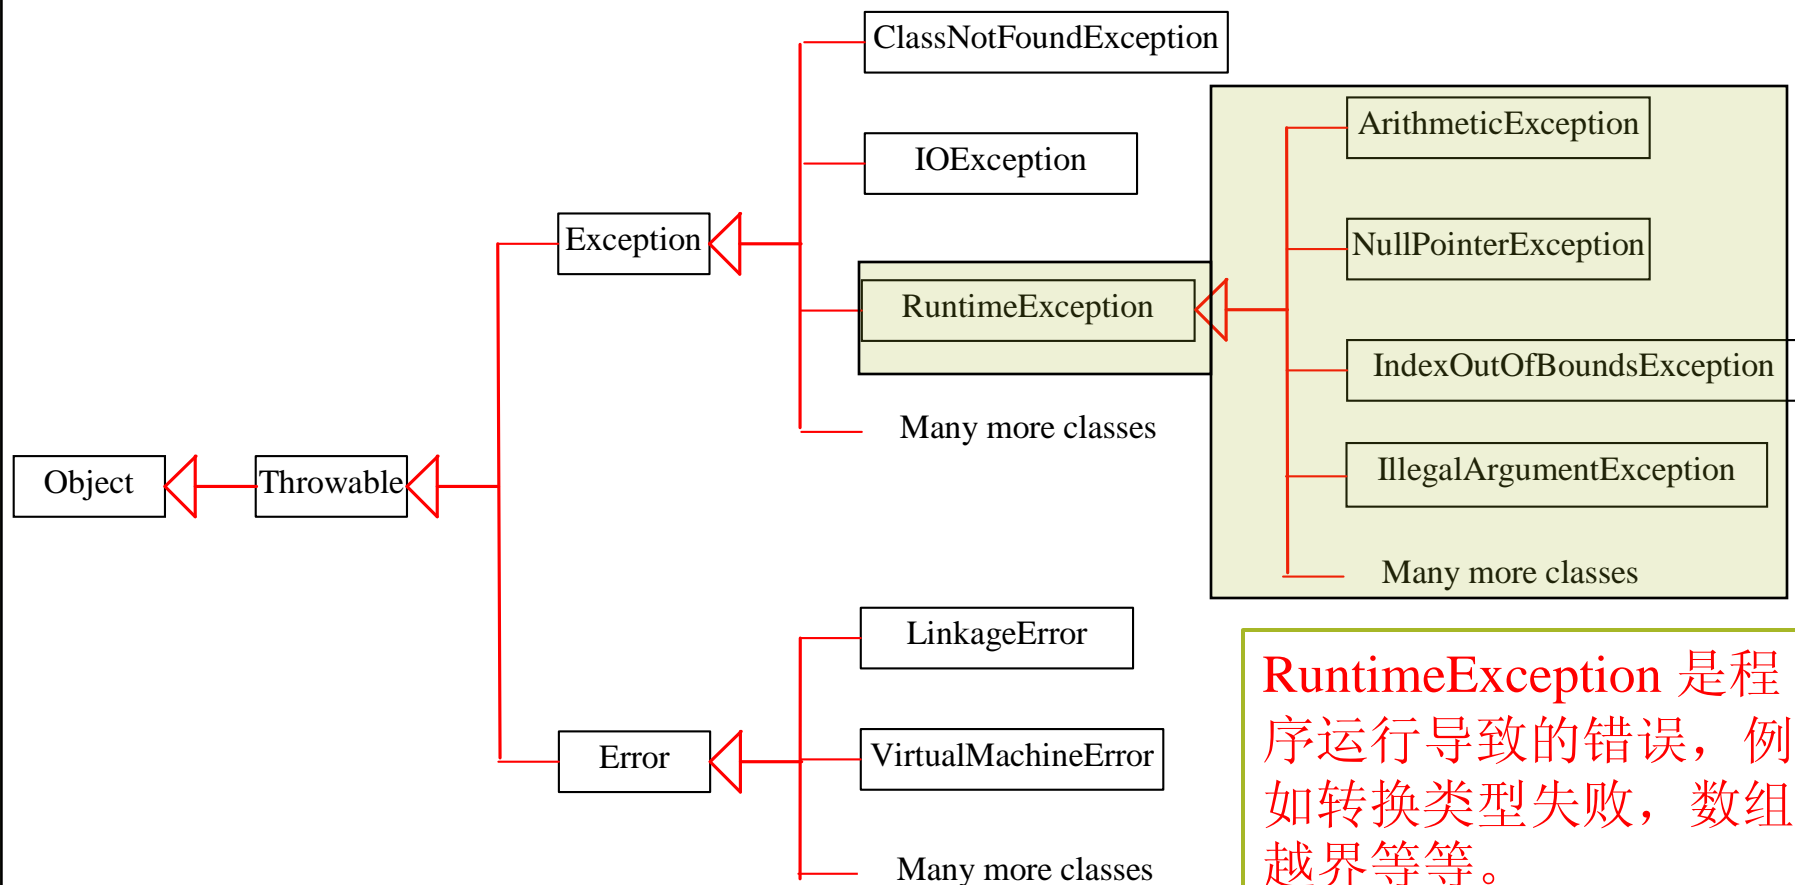 ClassNotFoundException
ArithmeticException
IOException
NullPointerException
Exception
RuntimeException
IndexOutOfBoundsException
Many more classes
IllegalArgumentException
Object
Throwable
Many more classes
LinkageError
RuntimeException 是程
序运行导致的错误，例
如转换类型失败，数组
越界等等。
Error
VirtualMachineError
Many more classes